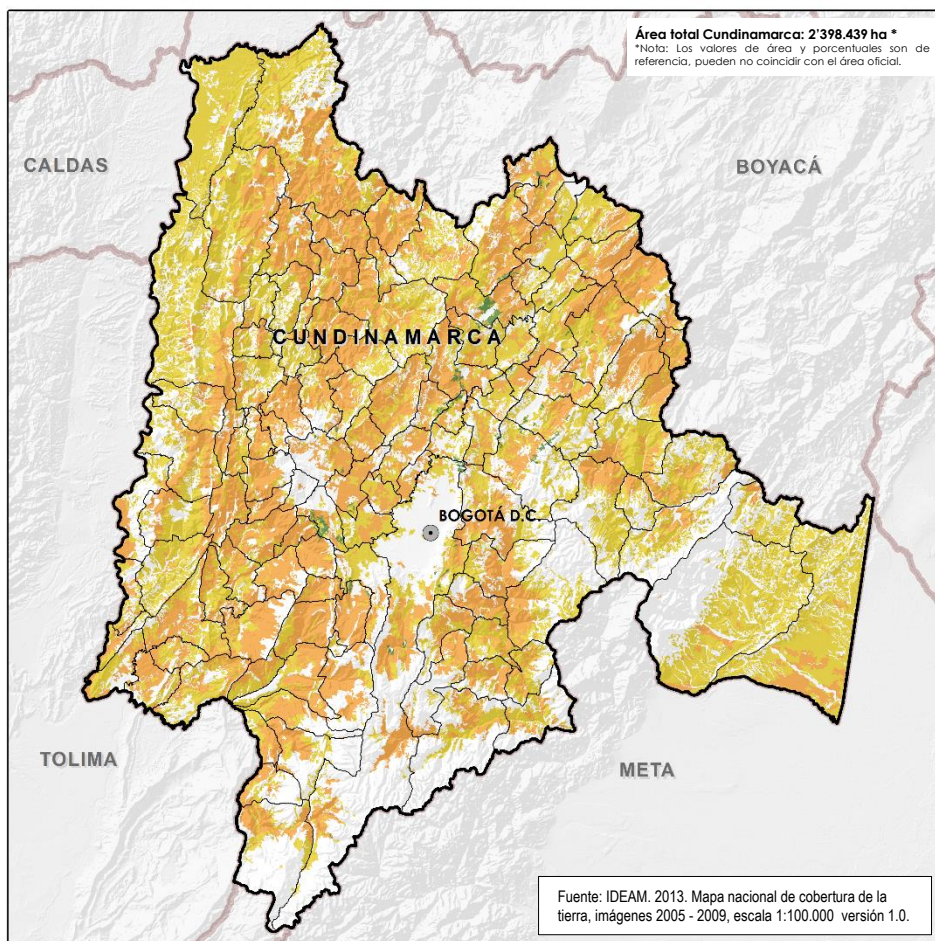 Área total Cundinamarca: 2'398.439 ha *
*Nota: Los valores de área y porcentuales son de
referencia, pueden no coincidir con el área oficial.
CALDAS
BOYACÁ
CUNDINAMARCA
BOGOTÁ D.C.
TOLIMA
META
Fuente: IDEAM. 2013. Mapa nacional de cobertura de la
tierra, imágenes 2005 - 2009, escala 1:100.000 versión 1.0.